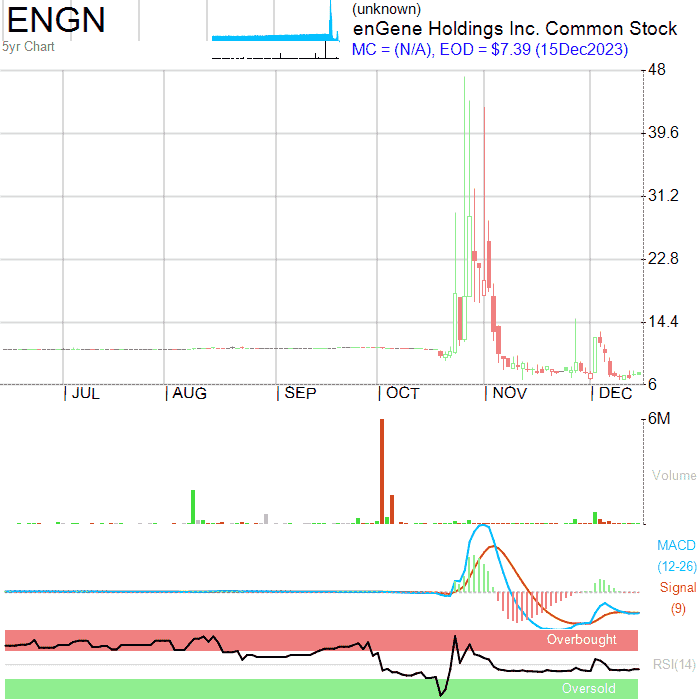 ENGN
5yr Chart
(unknown)
enGene Holdings Inc. Common Stock
MC = (N/A), EOD = $7.39 (15Dec2023)
48
39.6
31.2
22.8
14.4
6
JUL AUG SEP OCT NOV DEC
6M
Volume
MACD
(12-26)
Signal
(9)
Overbought
RSI(14)
Oversold